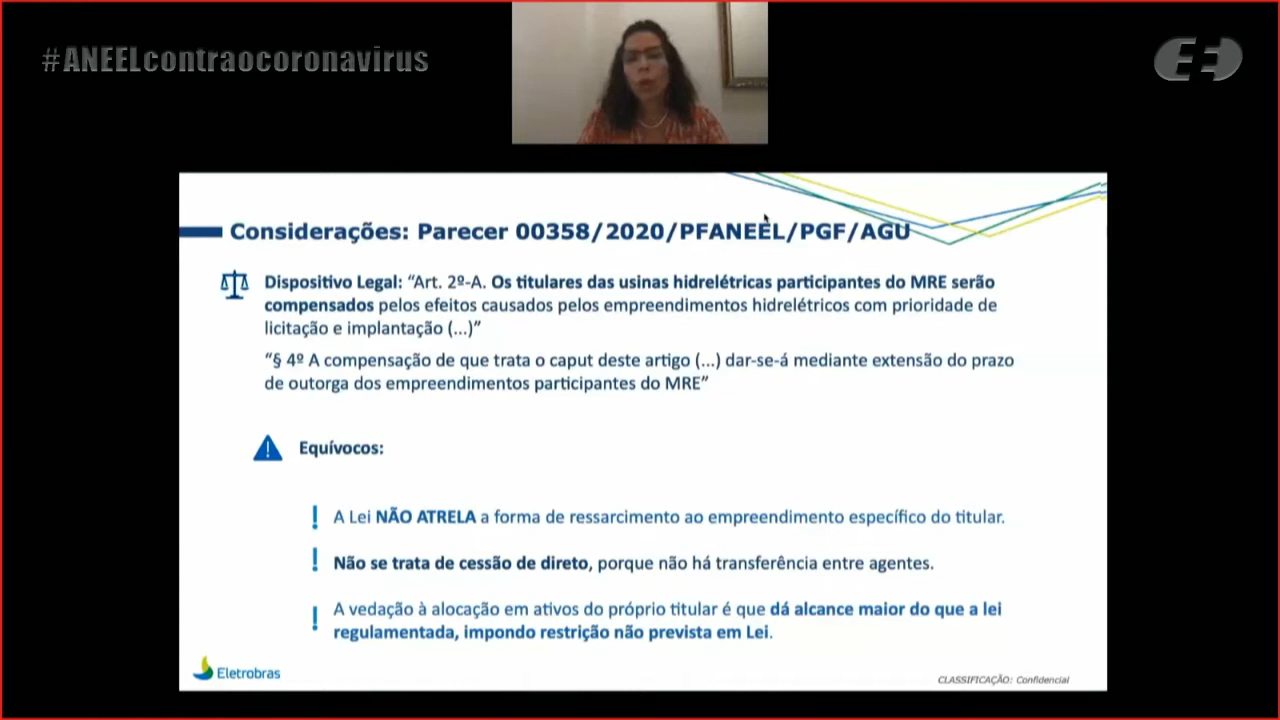 #ANEELcontraocoronavirus
Considerações: Parecer 00358/2020/PFANEEL/PGF/AGU
Dispositivo Legal: “Art. 2º-A. Os titulares das usinas hidrelétricas participantes do MRE serão
compensados pelos efeitos causados pelos empreendimentos hidrelétricos com prioridade de
licitação e implantação (...)”
“§ 4º A compensação de que trata o caput deste artigo (...) dar-se-á mediante extensão do prazo
de outorga dos empreendimentos participantes do MRE”
Equívocos:
! A Lei NÃO ATRELA a forma de ressarcimento ao empreendimento específico do titular.
! Não se trata de cessão de direto, porque não há transferência entre agentes.
! A vedação à alocação em ativos do próprio titular é que dá alcance maior do que a lei
regulamentada, impondo restrição não prevista em Lei.
Eletrobras
CLASSIFICAÇÃO: Confidencial